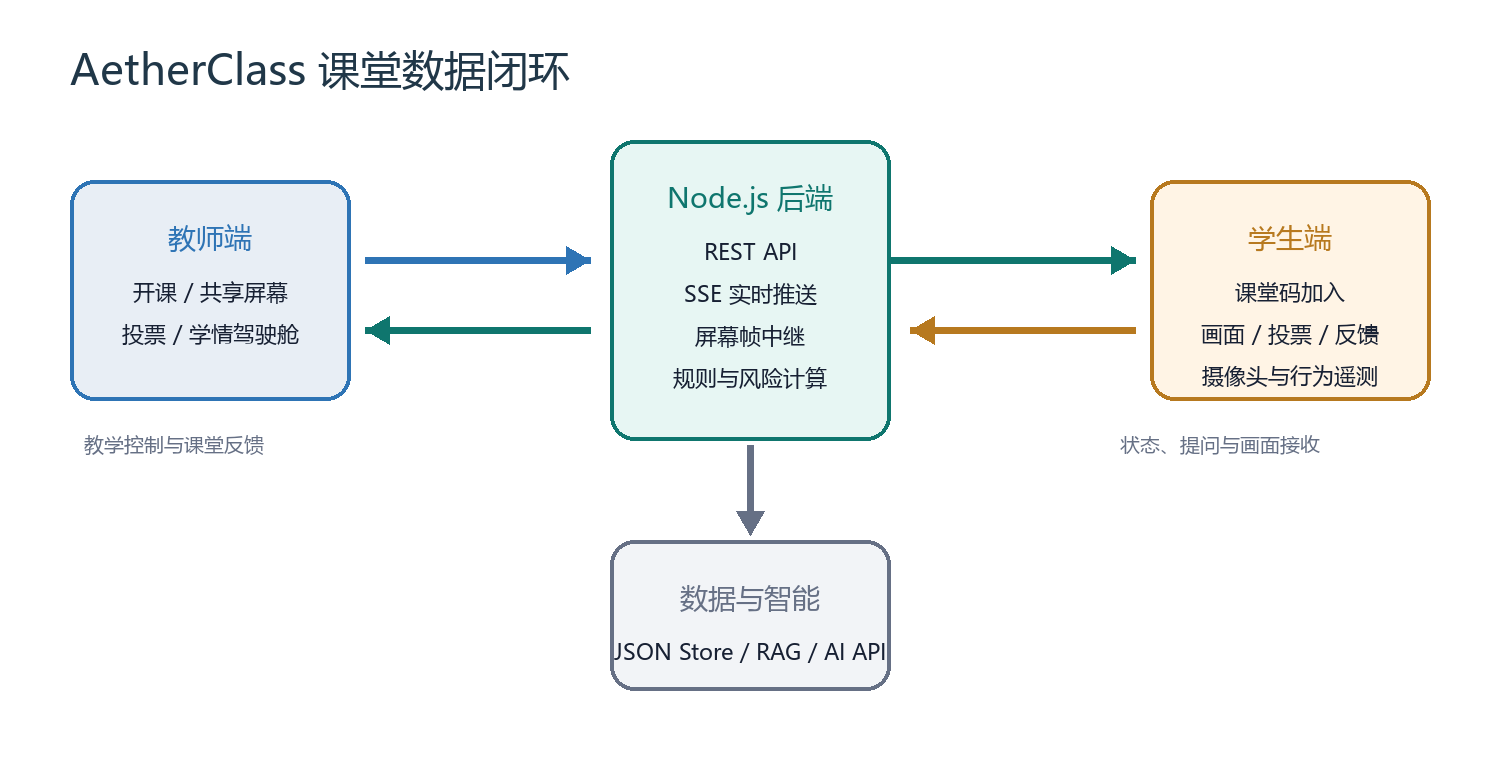 AetherClass 课堂数据闭环
教师端
开课 / 共享屏幕
投票 / 学情驾驶舱
教学控制与课堂反馈
Node.js 后端
REST API
SSE 实时推送
屏幕帧中继
规则与风险计算
学生端
课堂码加入
画面 / 投票 / 反馈
摄像头与行为遥测
状态、提问与画面接收
数据与智能
JSON Store / RAG / AI API